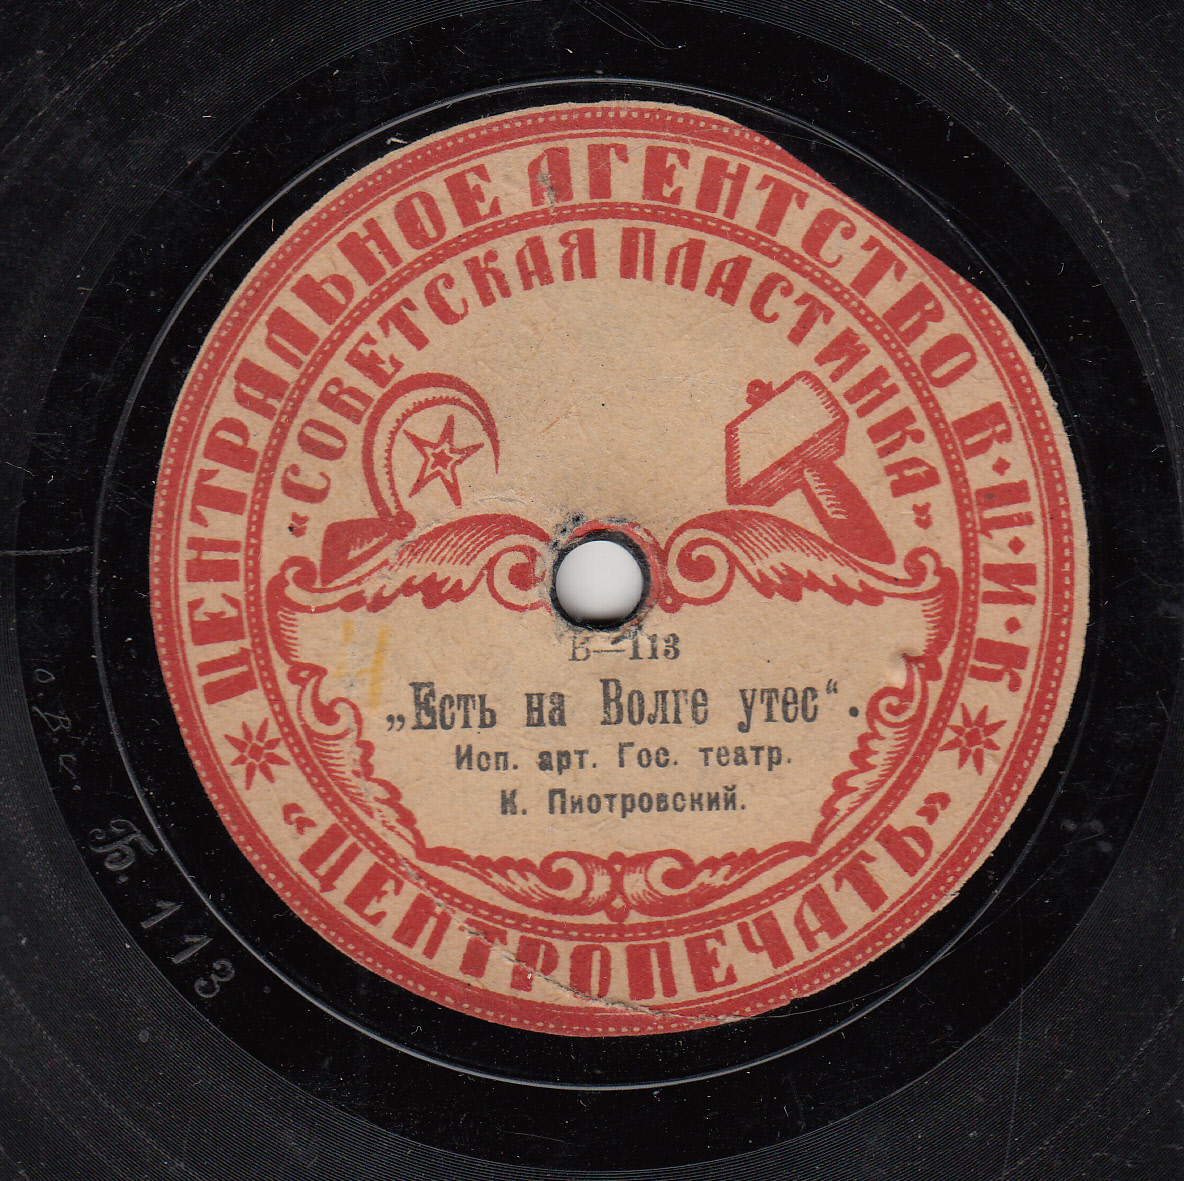 ЦЕНТРАЛЬНОЕ АГЕНТСТВО В·Ц·И·К
«СОВЕТСКАЯ ПЛАСТИНКА»
Б—113
„Есть на Волге утес“.
Исп. арт. Гос. театр.
К. Пиотровский.
«ЦЕНТРОПЕЧАТЬ»
Б. 113